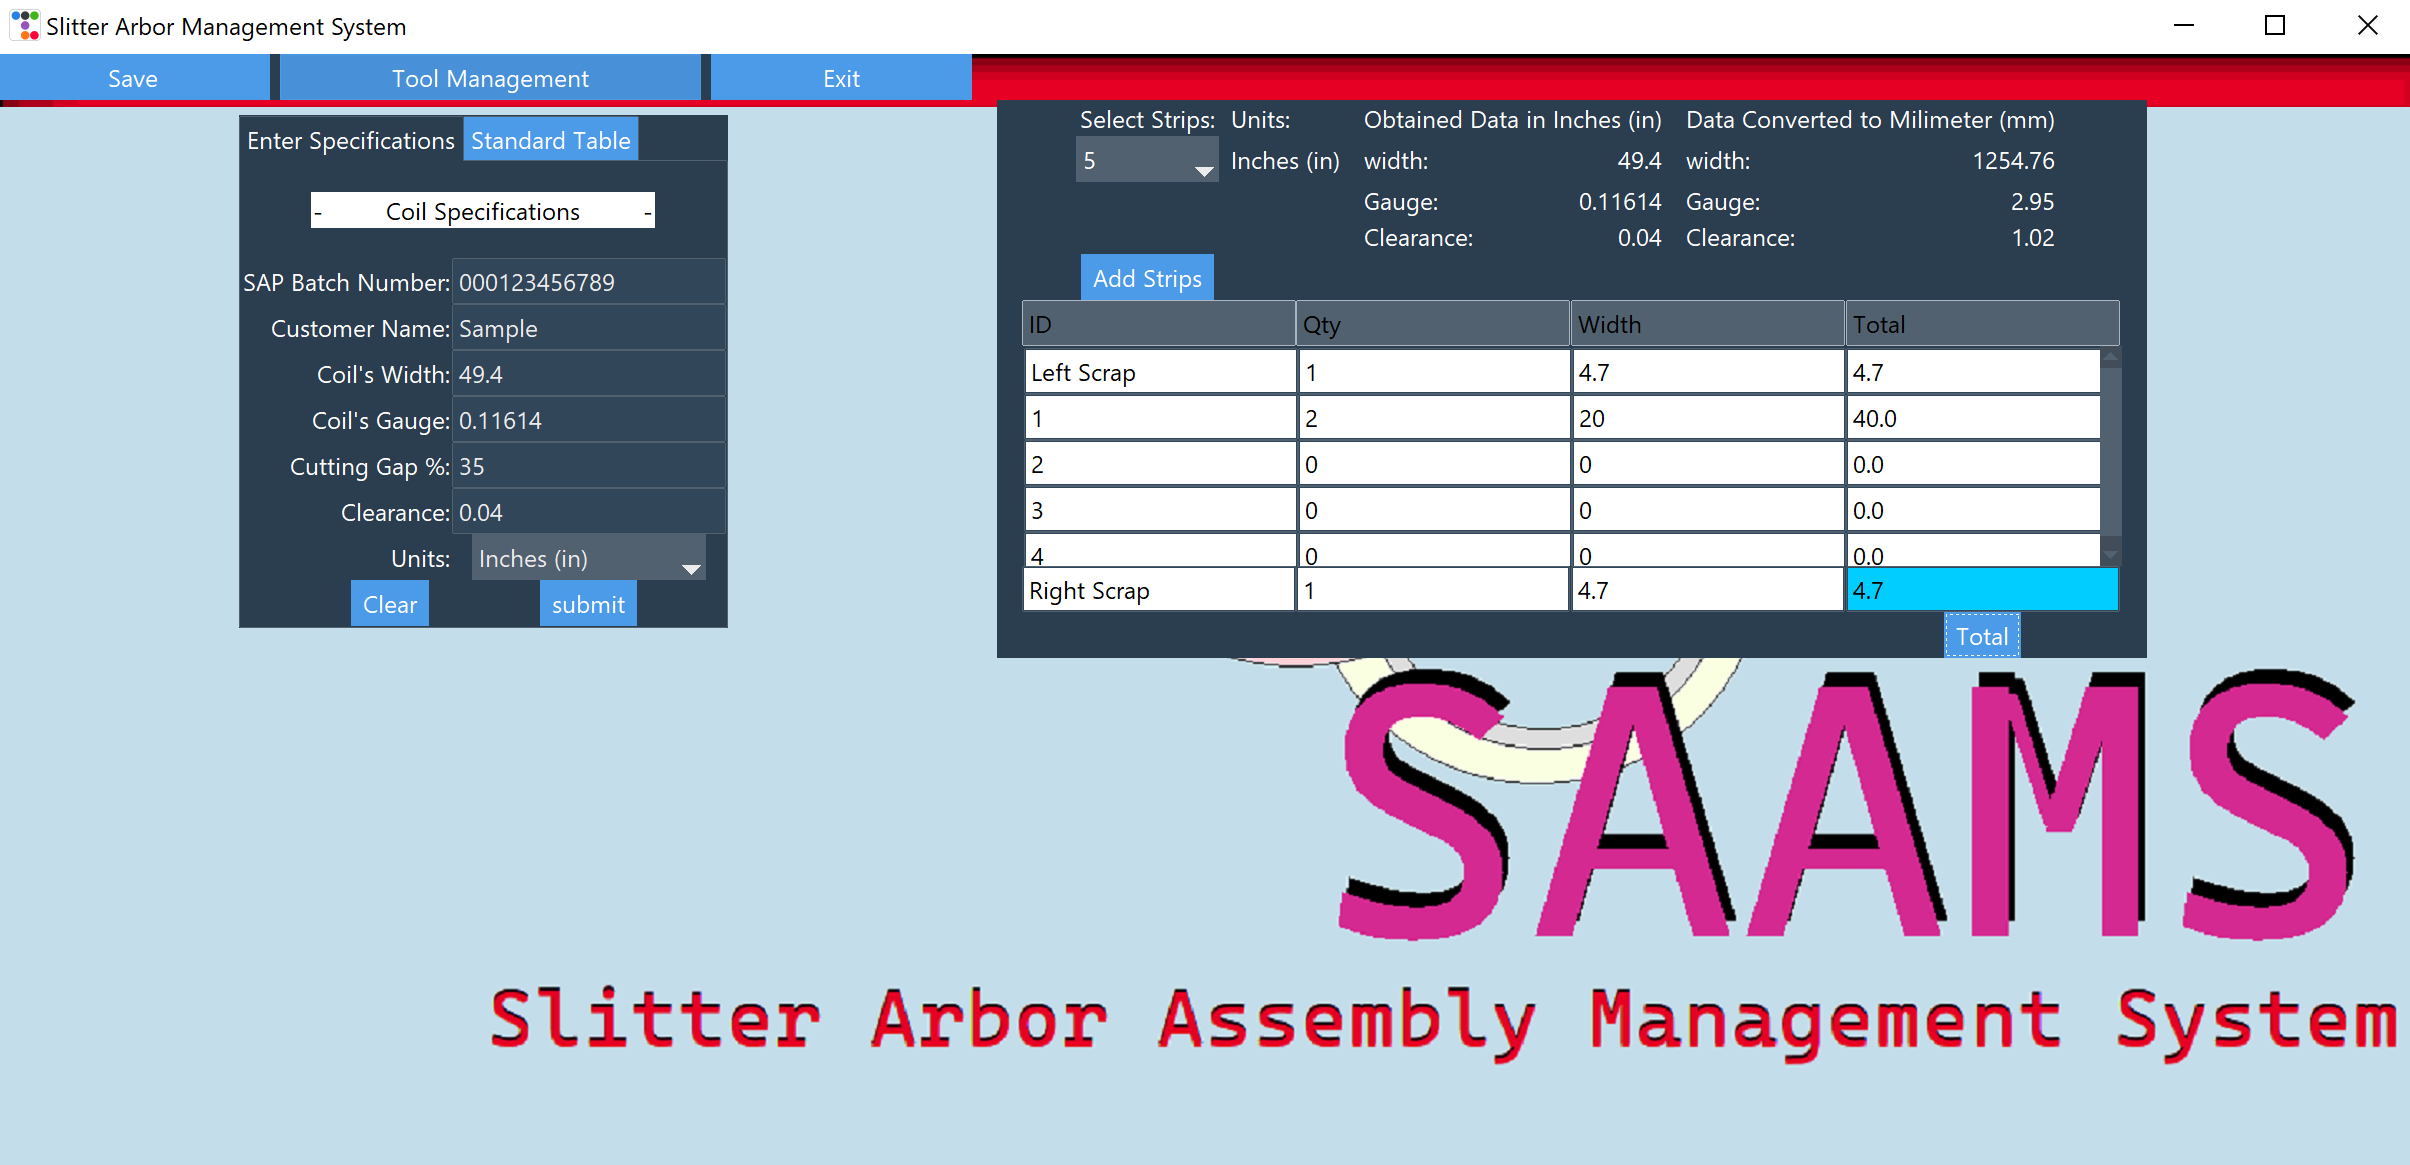 Slitter Arbor Management System
Save Tool Management Exit
Enter Specifications Standard Table
- Coil Specifications -
SAP Batch Number: 000123456789
Customer Name: Sample
Coil's Width: 49.4
Coil's Gauge: 0.11614
Cutting Gap %: 35
Clearance: 0.04
Units: Inches (in)
Clear submit
Select Strips: Units: Obtained Data in Inches (in) Data Converted to Milimeter (mm)
5 Inches (in) width: 49.4 width: 1254.76
Gauge: 0.11614 Gauge: 2.95
Clearance: 0.04 Clearance: 1.02
Add Strips
ID Qty Width Total
Left Scrap 1 4.7 4.7
1 2 20 40.0
2 0 0 0.0
3 0 0 0.0
4 0 0 0.0
Right Scrap 1 4.7 4.7
Total
SAAMS
Slitter Arbor Assembly Management System